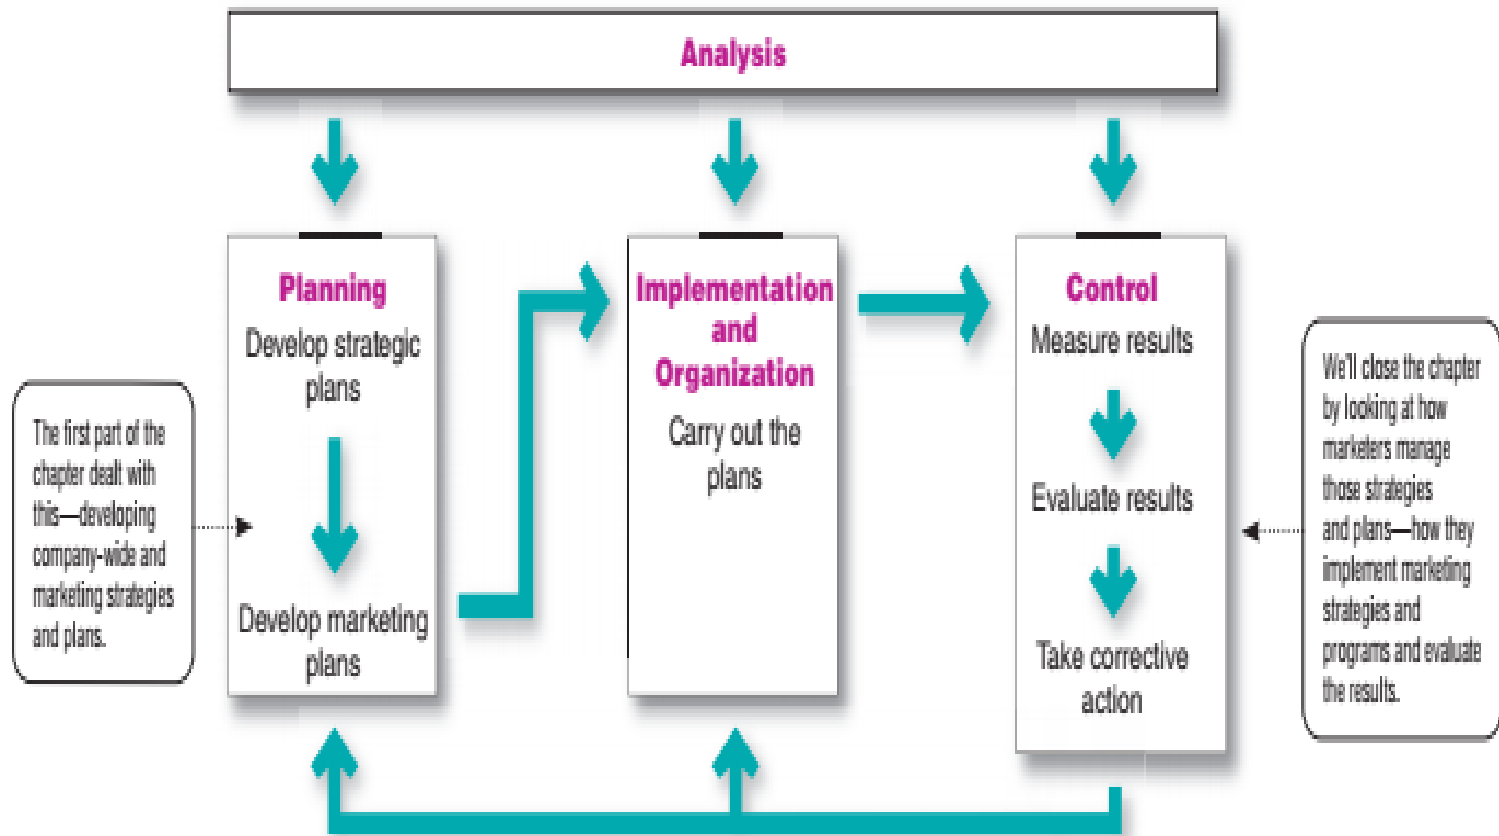 Analysis
Planning
Develop strategic
plans
Develop marketing
plans
Implementation
and
Organization
Carry out the
plans
Control
Measure results
Evaluate results
Take corrective
action
The first part of the
chapter dealt with
this—developing
company-wide and
marketing strategies
and plans.
We'll close the chapter
by looking at how
marketers manage
those strategies
and plans—how they
implement marketing
strategies and
programs and evaluate
the results.